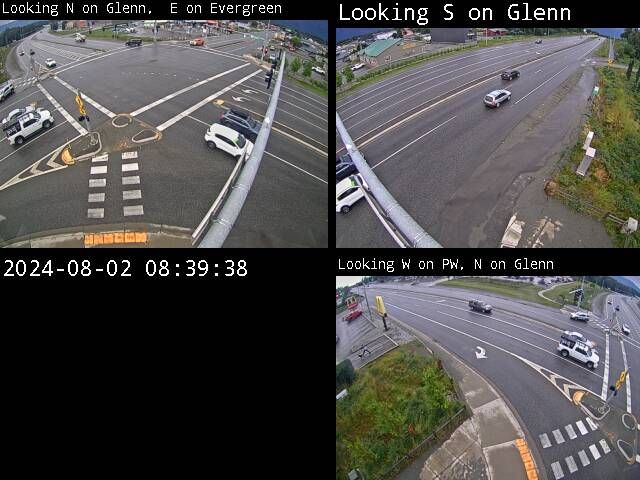 Looking N on Glenn,  E on Evergreen
Looking S on Glenn
2024-08-02 08:39:38
Looking W on PW, N on Glenn